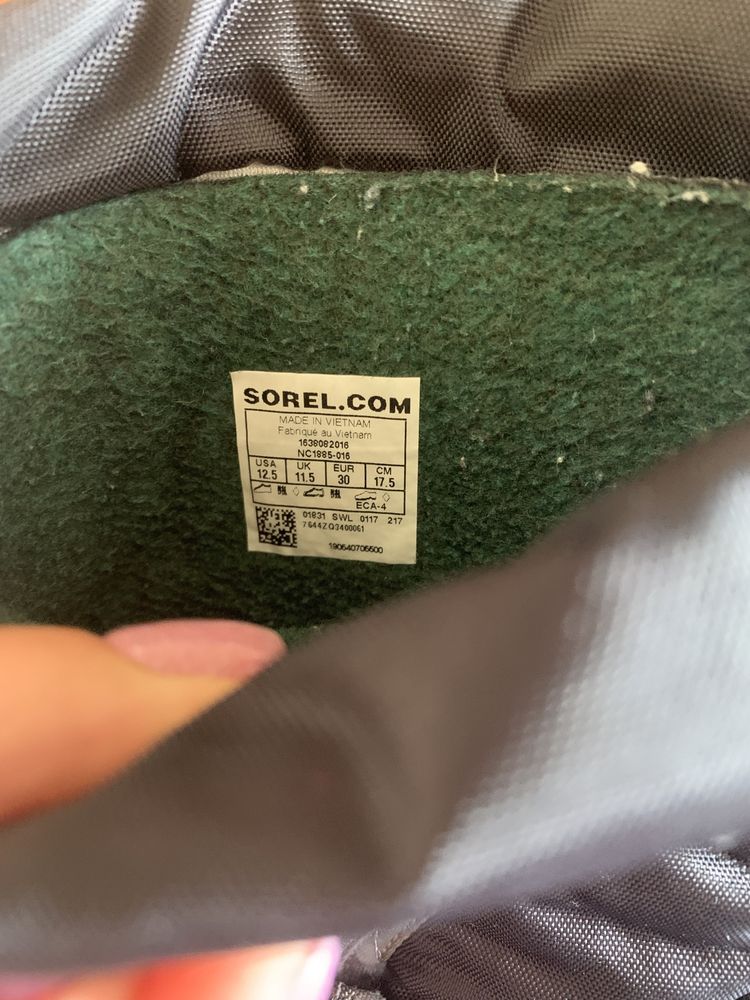 SOREL.COM
MADE IN VIETNAM
Fabriqué au Vietnam
1638082016
NC1885-016
USA UK EUR CM
12.5 11.5 30 17.5
ECA-4
01831 SWL 0117 217
7644ZQ3400061
190540706500